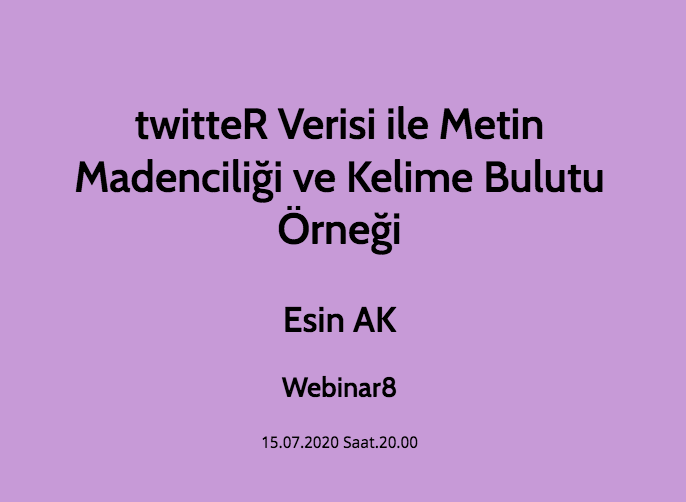 twitteR Verisi ile Metin
Madenciliği ve Kelime Bulutu
Örneği
Esin AK
Webinar8
15.07.2020 Saat.20.00